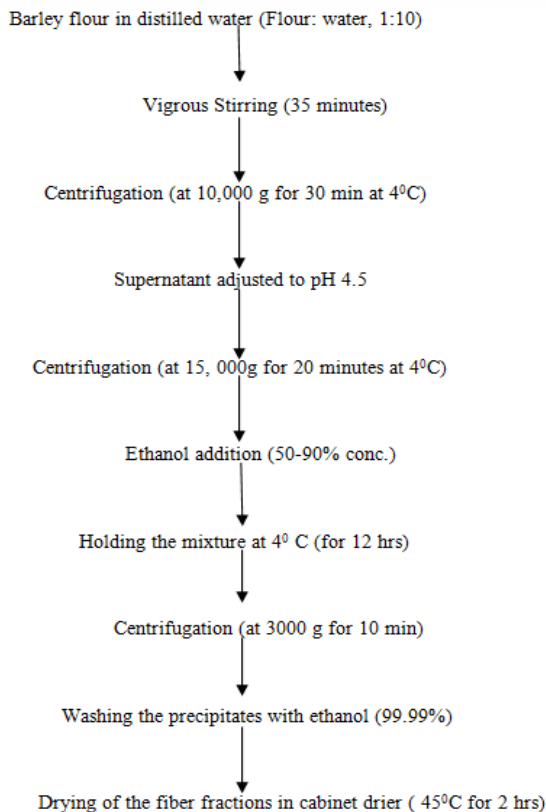 Barley flour in distilled water (Flour: water, 1:10)
Vigrous Stirring (35 minutes)
Centrifugation (at 10,000 g for 30 min at 4⁰C)
Supernatant adjusted to pH 4.5
Centrifugation (at 15, 000g for 20 minutes at 4⁰C)
Ethanol addition (50-90% conc.)
Holding the mixture at 4⁰ C (for 12 hrs)
Centrifugation (at 3000 g for 10 min)
Washing the precipitates with ethanol (99.99%)
Drying of the fiber fractions in cabinet drier ( 45⁰C for 2 hrs)